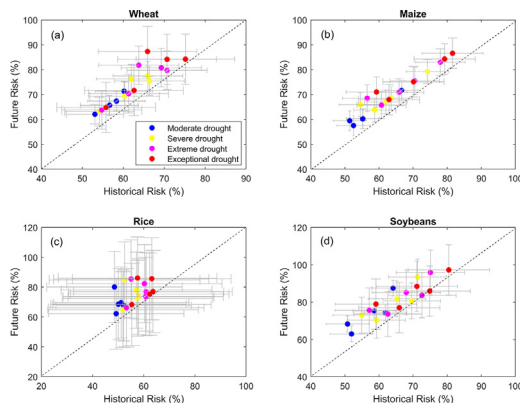 Wheat
(a)
Future Risk (%)
100
90
80
70
60
50
40
40 50 60 70 80 90 100
Historical Risk (%)
Moderate drought
Severe drought
Extreme drought
Exceptional drought
Maize
(b)
Future Risk (%)
100
90
80
70
60
50
40
40 50 60 70 80 90 100
Historical Risk (%)
Rice
(c)
Future Risk (%)
120
100
80
60
40
20
20 40 60 80 100
Historical Risk (%)
Soybeans
(d)
Future Risk (%)
120
100
80
60
40
40 50 60 70 80 90 100
Historical Risk (%)